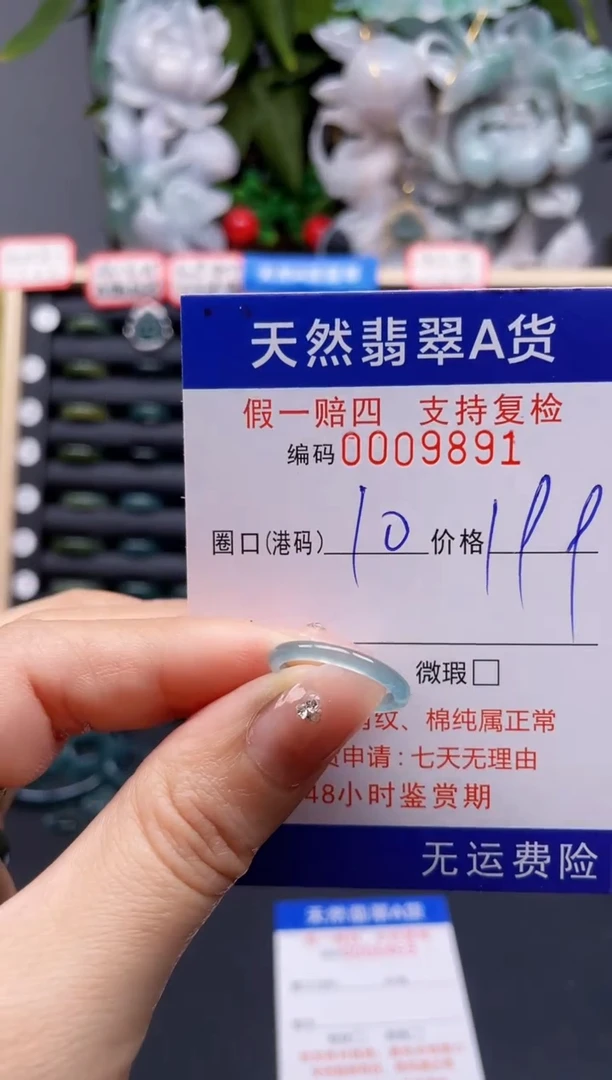 天然翡翠A货
假一赔四 支持复检
编码0009891
圈口(港码) 10 价格 199
微瑕□
纹、棉纯属正常
申请:七天无理由
48小时鉴赏期
无运费险